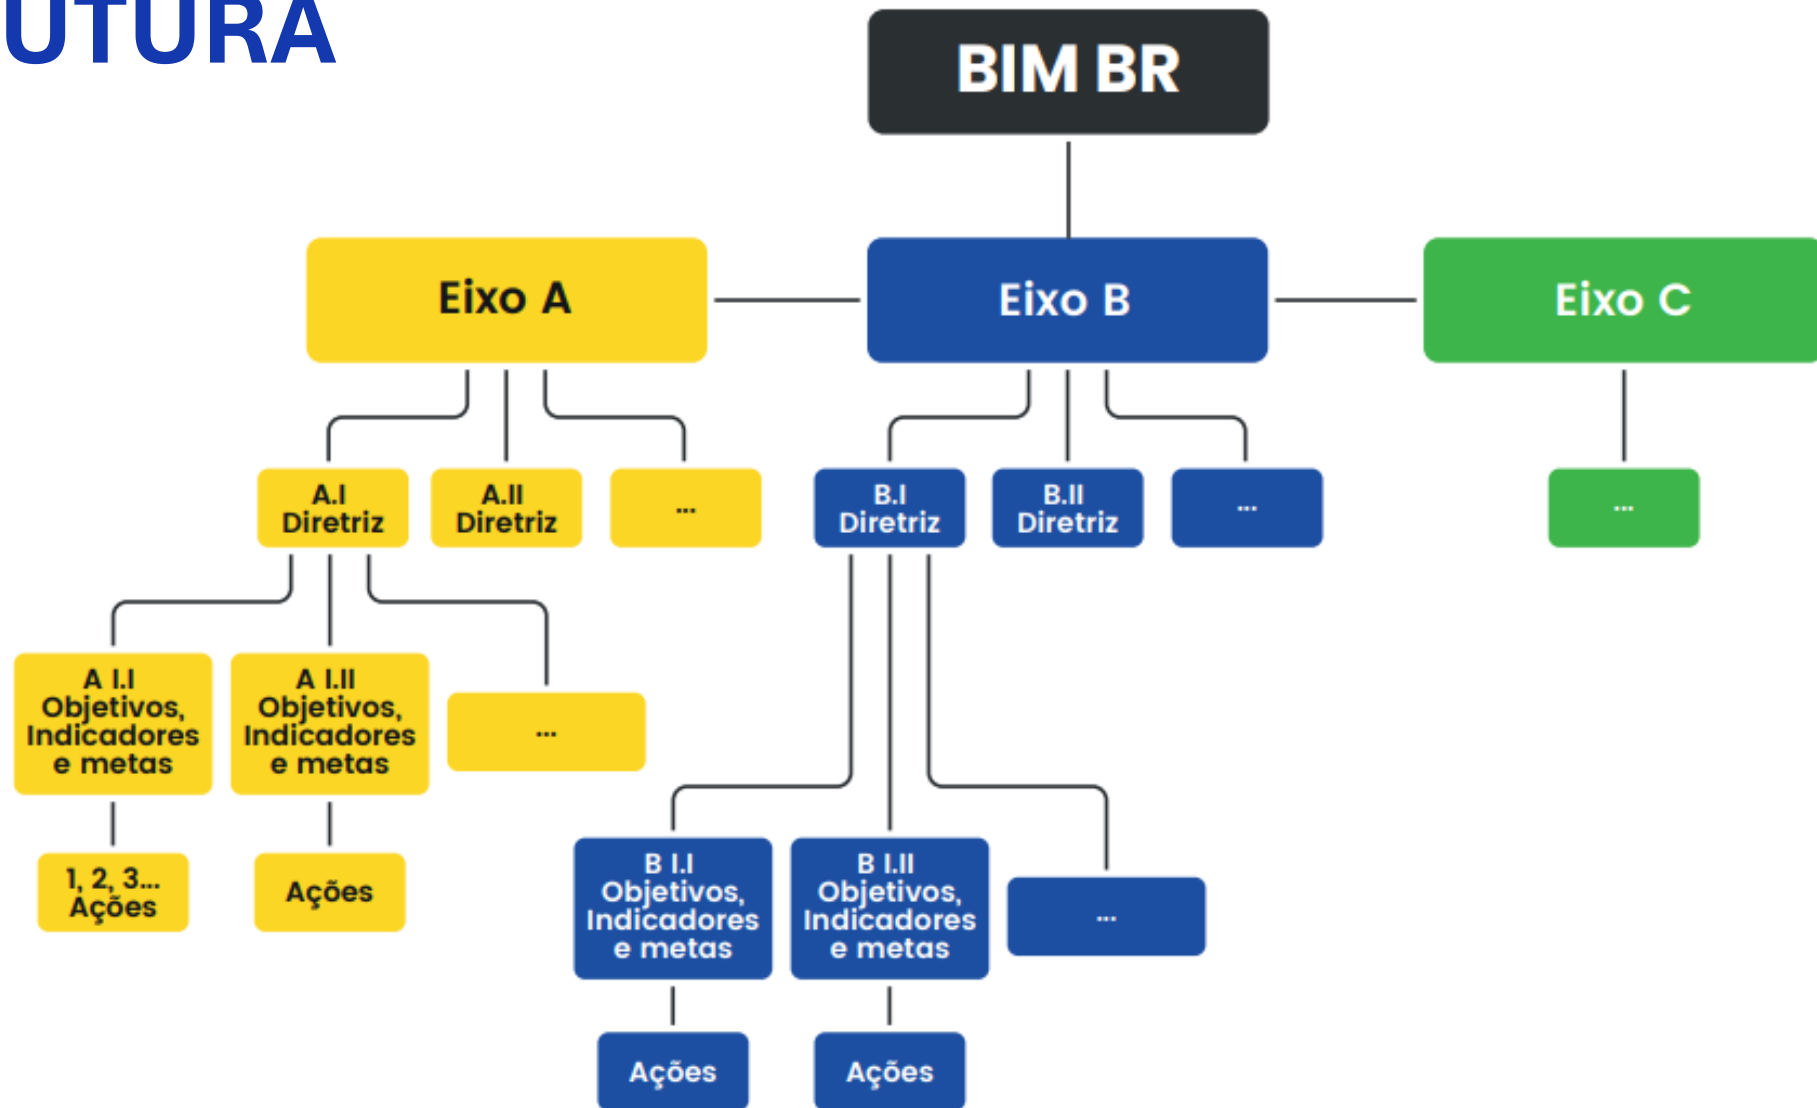 UTURA
BIM BR
Eixo A
Eixo B
Eixo C
A.I
Diretriz
A.II
Diretriz
...
B.I
Diretriz
B.II
Diretriz
...
...
A I.I
Objetivos,
Indicadores
e metas
A I.II
Objetivos,
Indicadores
e metas
...
1, 2, 3...
Ações
Ações
B I.I
Objetivos,
Indicadores
e metas
B I.II
Objetivos,
Indicadores
e metas
...
Ações
Ações